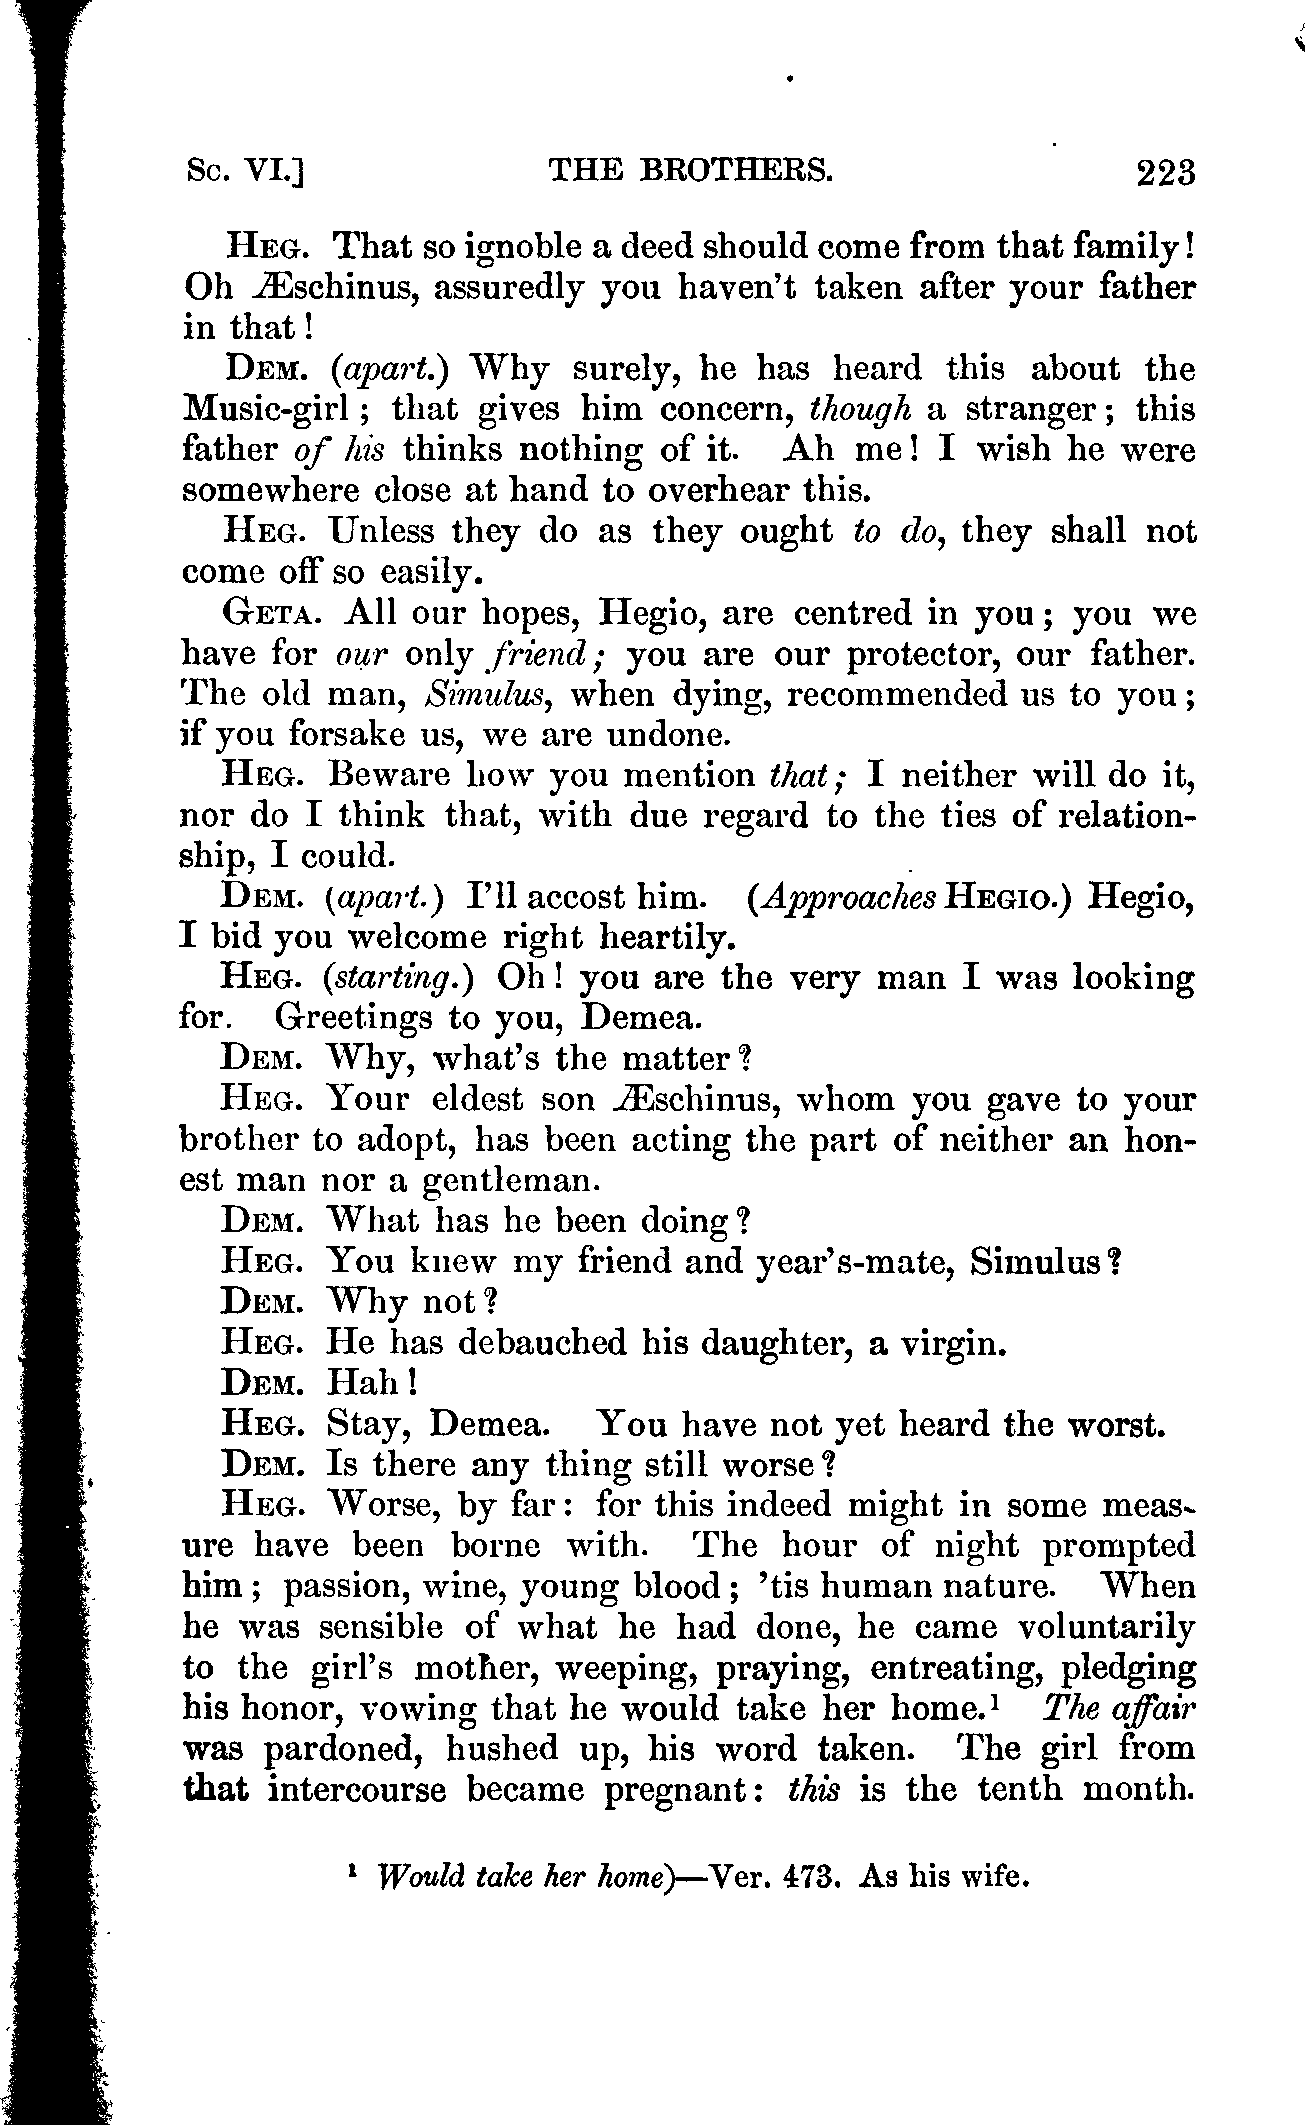 Sc. VI.] THE BROTHERS. 223
HEG. That so ignoble a deed should come from that family!
Oh Æschinus, assuredly you haven't taken after your father
in that!
DEM. (apart.) Why surely, he has heard this about the
Music-girl; that gives him concern, though a stranger; this
father of his thinks nothing of it. Ah me! I wish he were
somewhere close at hand to overhear this.
HEG. Unless they do as they ought to do, they shall not
come off so easily.
GETA. All our hopes, Hegio, are centred in you; you we
have for our only friend; you are our protector, our father.
The old man, Simulus, when dying, recommended us to you;
if you forsake us, we are undone.
HEG. Beware how you mention that; I neither will do it,
nor do I think that, with due regard to the ties of relation-
ship, I could.
DEM. (apart.) I'll accost him. (Approaches HEGIO.) Hegio,
I bid you welcome right heartily.
HEG. (starting.) Oh! you are the very man I was looking
for. Greetings to you, Demea.
DEM. Why, what's the matter?
HEG. Your eldest son Æschinus, whom you gave to your
brother to adopt, has been acting the part of neither an hon-
est man nor a gentleman.
DEM. What has he been doing?
HEG. You knew my friend and year's-mate, Simulus?
DEM. Why not?
HEG. He has debauched his daughter, a virgin.
DEM. Hah!
HEG. Stay, Demea. You have not yet heard the worst.
DEM. Is there any thing still worse?
HEG. Worse, by far: for this indeed might in some meas-
ure have been borne with. The hour of night prompted
him; passion, wine, young blood; 'tis human nature. When
he was sensible of what he had done, he came voluntarily
to the girl's mother, weeping, praying, entreating, pledging
his honor, vowing that he would take her home.¹ The affair
was pardoned, hushed up, his word taken. The girl from
that intercourse became pregnant: this is the tenth month.
¹ Would take her home)—Ver. 473. As his wife.